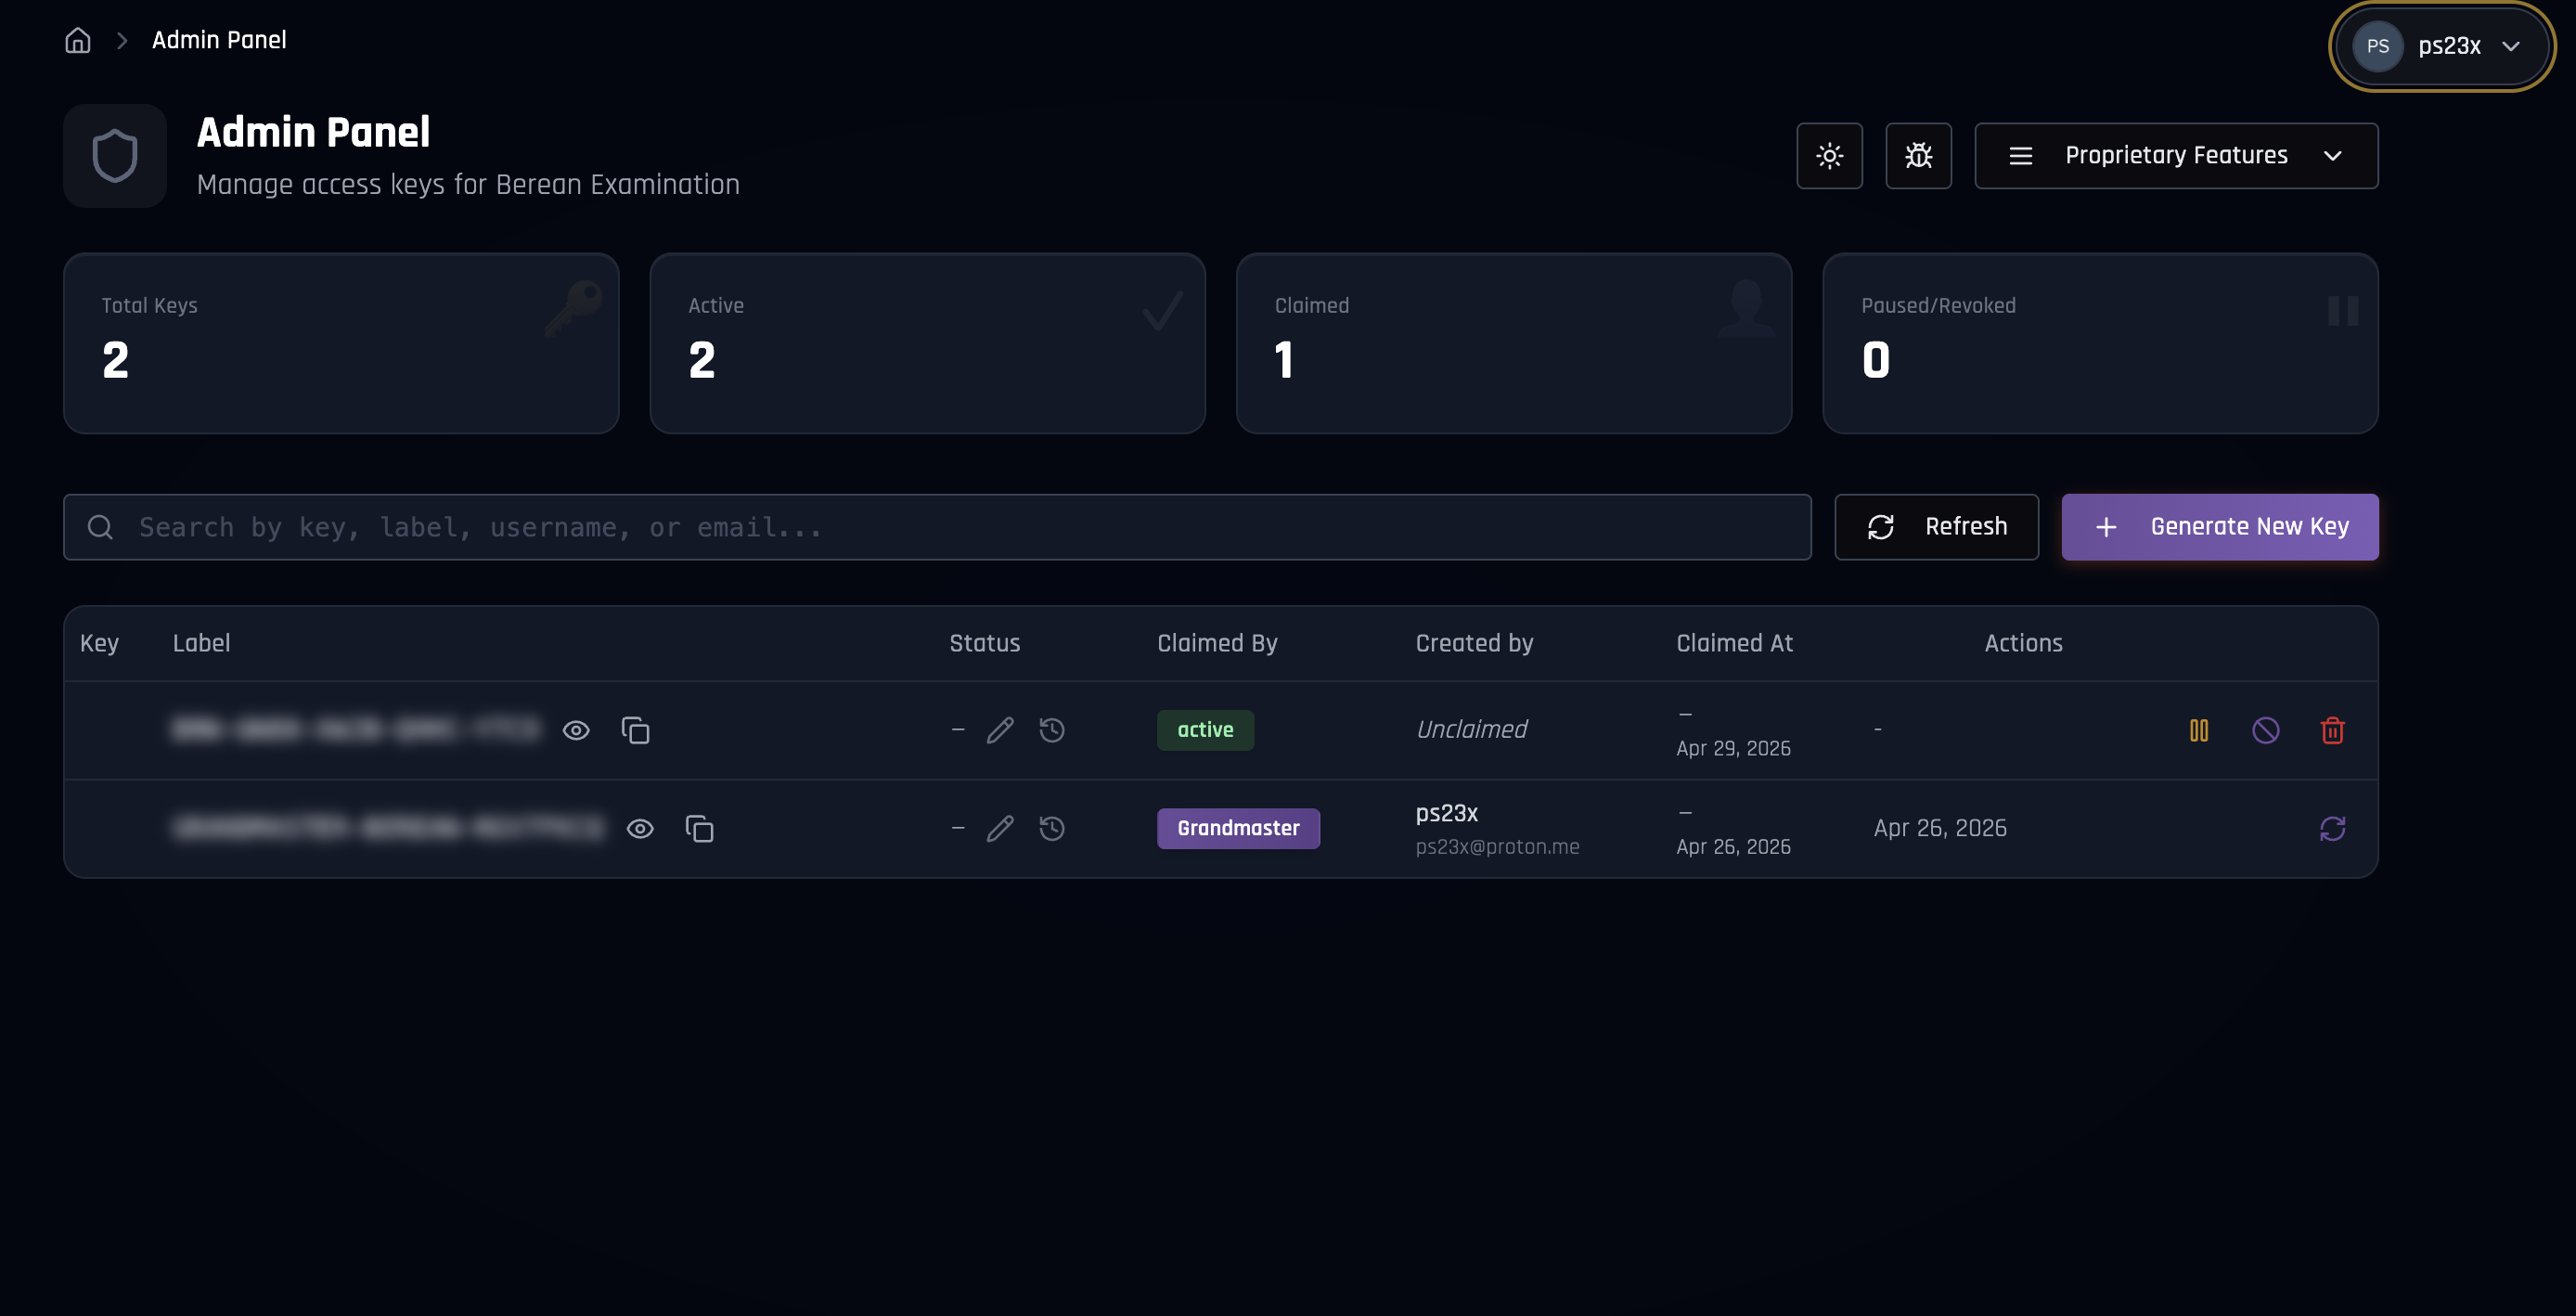 Admin Panel
PS ps23x
Admin Panel
Manage access keys for Berean Examination
Proprietary Features
Total Keys
2
Active
2
Claimed
1
Paused/Revoked
0
Search by key, label, username, or email...
Refresh
Generate New Key
Key Label Status Claimed By Created by Claimed At Actions
– active Unclaimed –
Apr 29, 2026 -
– Grandmaster ps23x –
ps23x@proton.me Apr 26, 2026 Apr 26, 2026